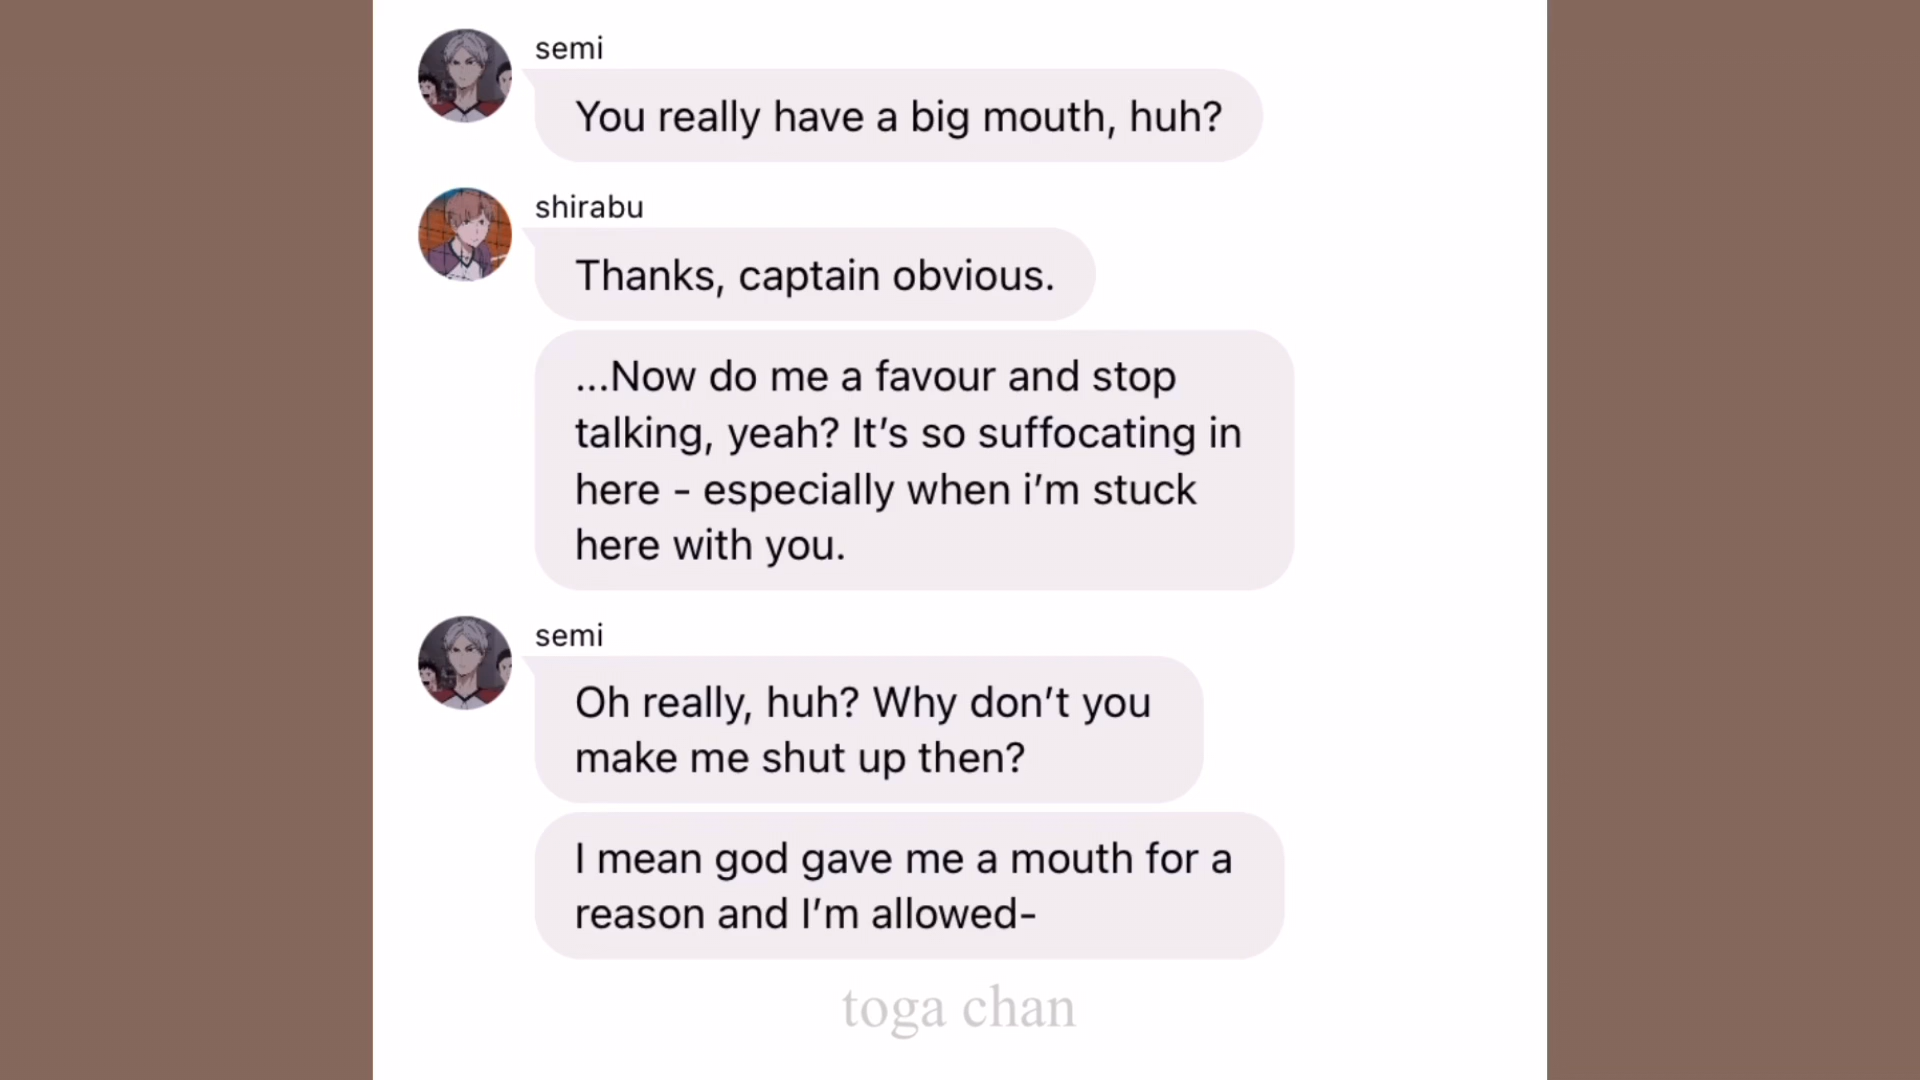 semi
You really have a big mouth, huh?
shirabu
Thanks, captain obvious.
...Now do me a favour and stop
talking, yeah? It’s so suffocating in
here - especially when i’m stuck
here with you.
semi
Oh really, huh? Why don’t you
make me shut up then?
I mean god gave me a mouth for a
reason and I’m allowed-
toga chan